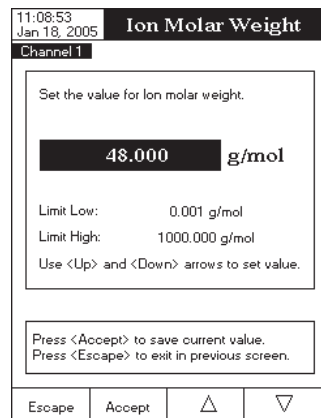 11:08:53
Jan 18, 2005
Ion Molar Weight
Channel 1
Set the value for Ion molar weight.
48.000 g/mol
Limit Low: 0.001 g/mol
Limit High: 1000.000 g/mol
Use <Up> and <Down> arrows to set value.
Press <Accept> to save current value.
Press <Escape> to exit in previous screen.
Escape Accept △ ▽